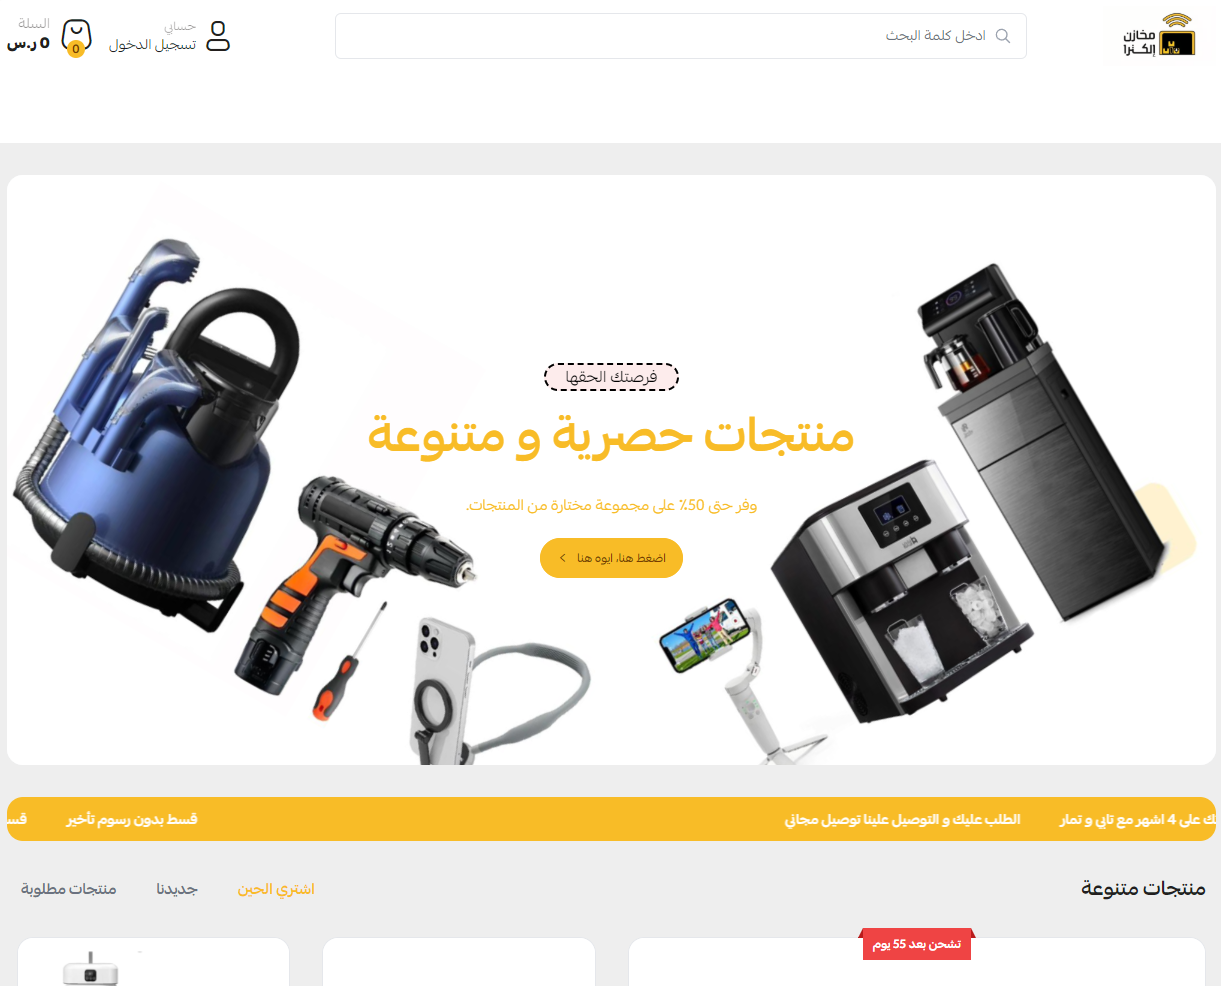 مخازن
إلكترا
ادخل كلمة البحث
حسابي
تسجيل الدخول
السلة
0 ر.س
0
فرصتك الحقها
منتجات حصرية و متنوعة
وفر حتى 50٪ على مجموعة مختارة من المنتجات.
اضغط هنا، ايوه هنا
على 4 اشهر مع تابي و تمارا
الطلب عليك و التوصيل علينا توصيل مجاني
قسط بدون رسوم تأخير
منتجات متنوعة
اشتري الحين
جديدنا
منتجات مطلوبة
تشحن بعد 55 يوم